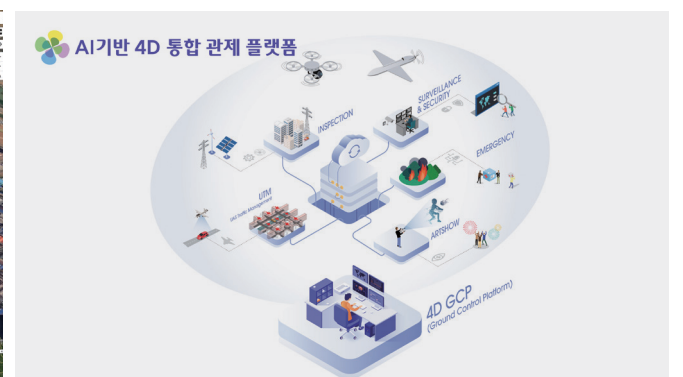 AI기반 4D 통합 관제 플랫폼
INSPECTION
SURVEILLANCE
& SECURITY
EMERGENCY
UTM
ARTSHOW
4D GCP
(Ground Control Platform)